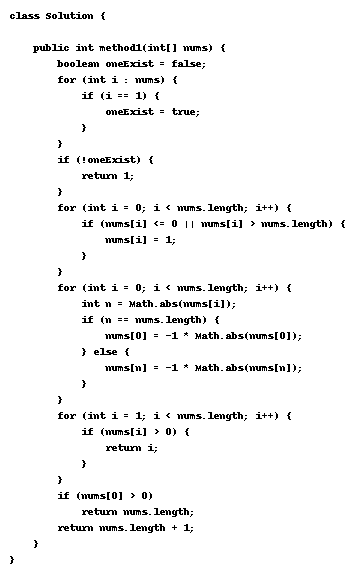 class Solution {
public int method1(int[] nums) {
boolean oneExist = false;
for (int i : nums) {
if (i == 1) {
oneExist = true;
}
}
if (!oneExist) {
return 1;
}
for (int i = 0; i < nums.length; i++) {
if (nums[i] <= 0 || nums[i] > nums.length) {
nums[i] = 1;
}
}
for (int i = 0; i < nums.length; i++) {
int n = Math.abs(nums[i]);
if (n == nums.length) {
nums[0] = -1 * Math.abs(nums[0]);
} else {
nums[n] = -1 * Math.abs(nums[n]);
}
}
for (int i = 1; i < nums.length; i++) {
if (nums[i] > 0) {
return i;
}
}
if (nums[0] > 0)
return nums.length;
return nums.length + 1;
}
}